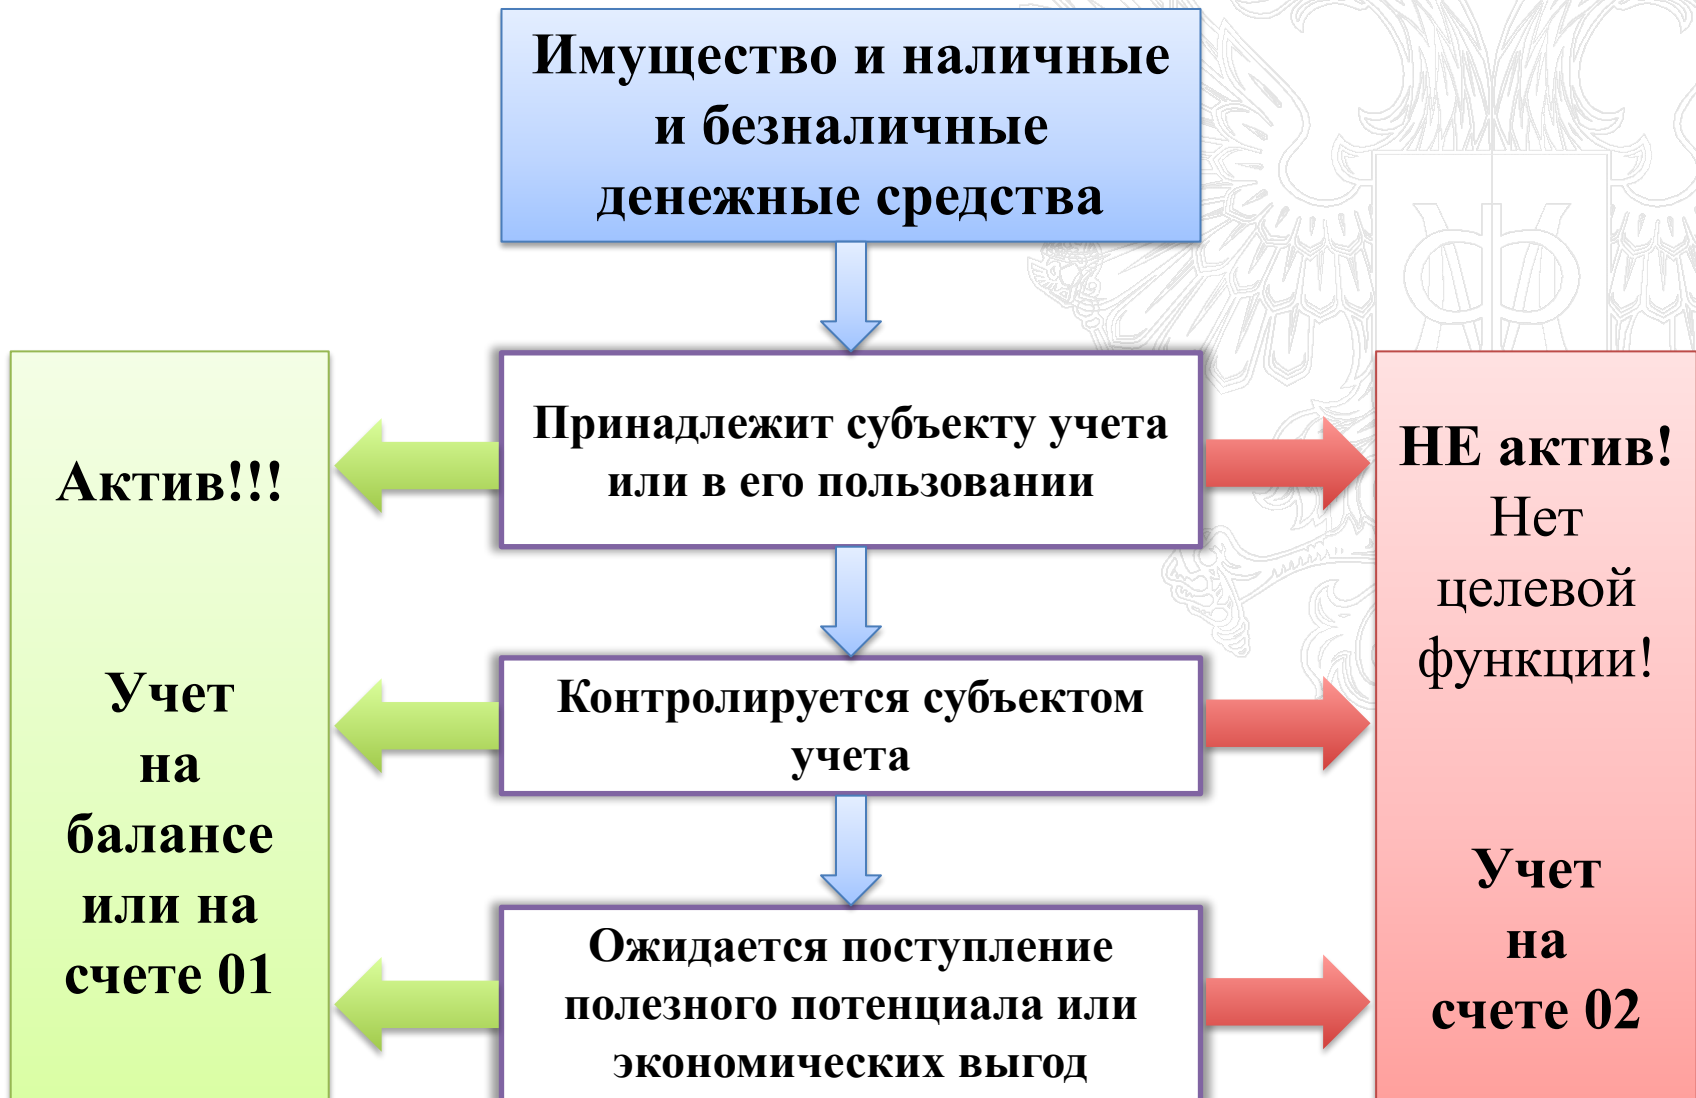 Имущество и наличные
и безналичные
денежные средства
Принадлежит субъекту учета
или в его пользовании
Контролируется субъектом
учета
Ожидается поступление
полезного потенциала или
экономических выгод
Актив!!!
Учет
на
балансе
или на
счете 01
НЕ актив!
Нет
целевой
функции!
Учет
на
счете 02